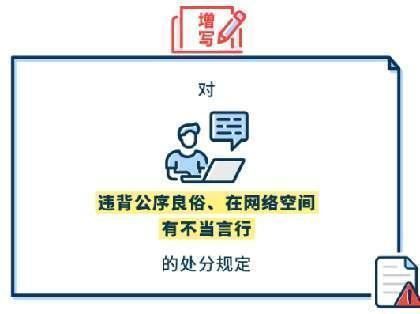 增写
对
违背公序良俗、在网络空间
有不当言行
的处分规定